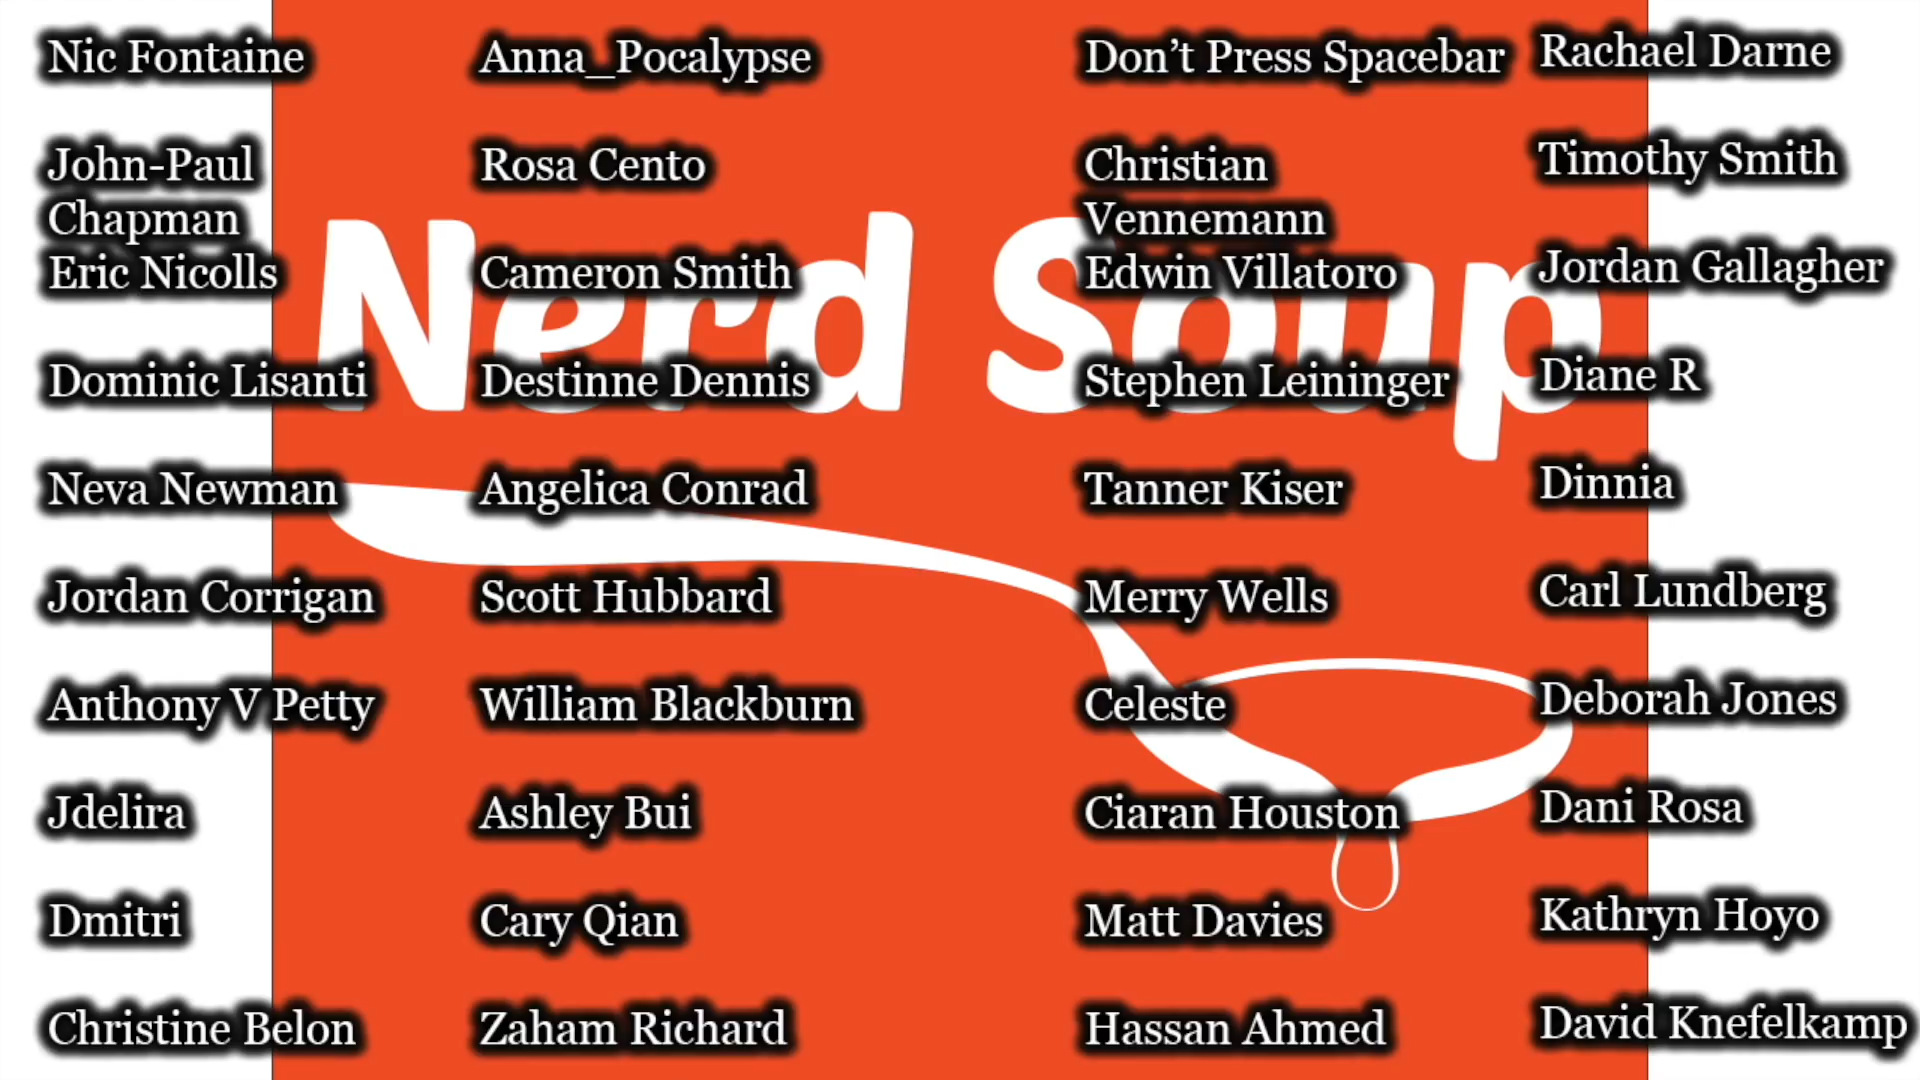 Nic Fontaine
John-Paul
Chapman
Eric Nicolls
Dominic Lisanti
Neva Newman
Jordan Corrigan
Anthony V Petty
Jdelira
Dmitri
Christine Belon
Anna_Pocalypse
Rosa Cento
Cameron Smith
Destinne Dennis
Angelica Conrad
Scott Hubbard
William Blackburn
Ashley Bui
Cary Qian
Zaham Richard
Don’t Press Spacebar
Christian
Vennemann
Edwin Villatoro
Stephen Leininger
Tanner Kiser
Merry Wells
Celeste
Ciaran Houston
Matt Davies
Hassan Ahmed
Rachael Darne
Timothy Smith
Jordan Gallagher
Diane R
Dinnia
Carl Lundberg
Deborah Jones
Dani Rosa
Kathryn Hoyo
David Knefelkamp
Nerd Soup